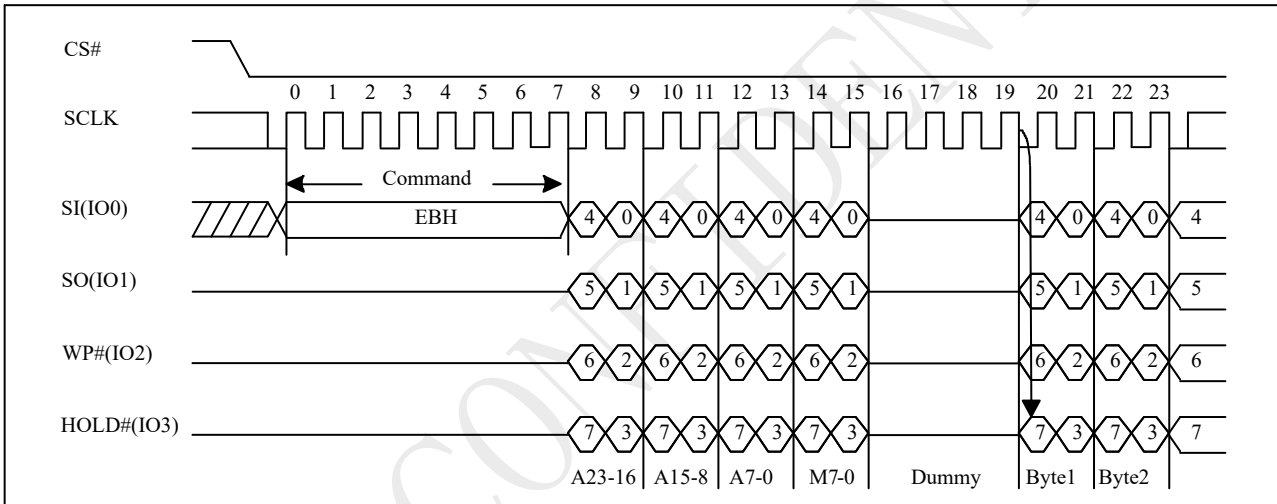 CS#
0 1 2 3 4 5 6 7 8 9 10 11 12 13 14 15 16 17 18 19 20 21 22 23
SCLK
Command
SI(IO0) EBH 4 0 4 0 4 0 4 0 4 0 4 0 4
SO(IO1) 5 1 5 1 5 1 5 1 5 1 5 1 5
WP#(IO2) 6 2 6 2 6 2 6 2 6 2 6 2 6
HOLD#(IO3) 7 3 7 3 7 3 7 3 7 3 7 3 7
A23-16 A15-8 A7-0 M7-0 Dummy Byte1 Byte2
CONFIDEN